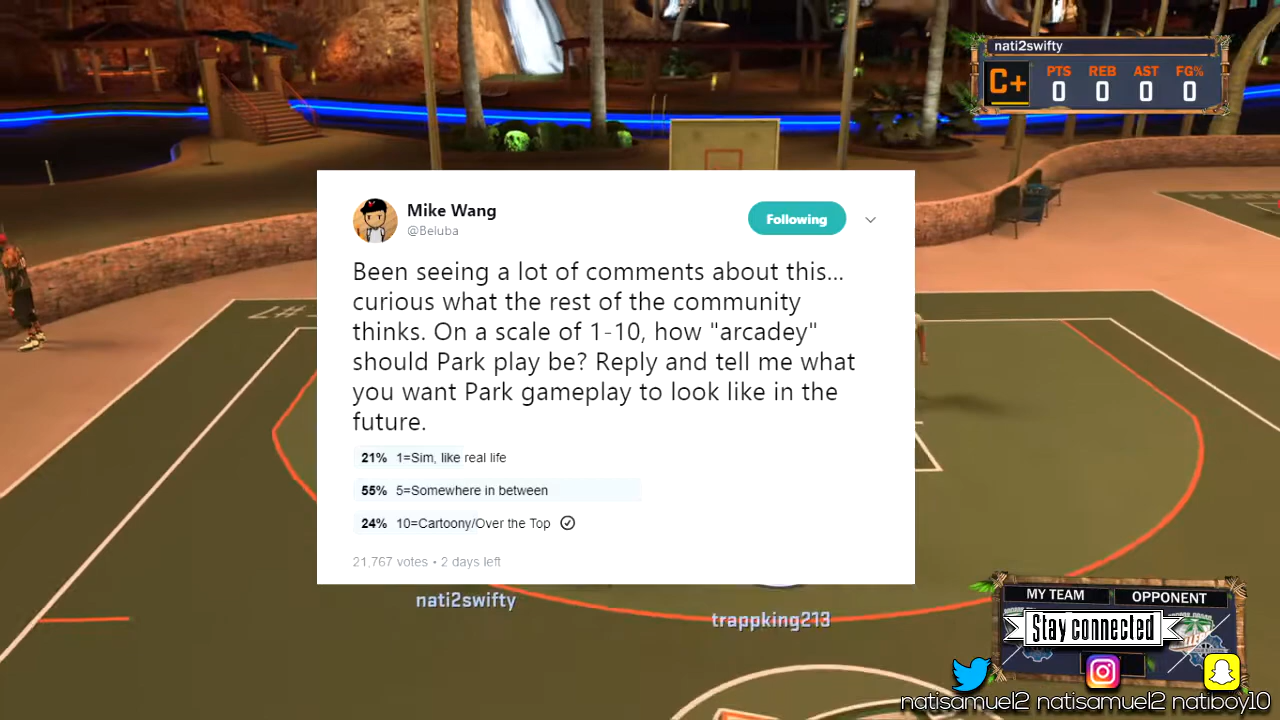 nati2swifty
C+
PTS REB AST FG%
0 0 0 0
Mike Wang
@Beluba
Following
Been seeing a lot of comments about this...
curious what the rest of the community
thinks. On a scale of 1-10, how "arcadey"
should Park play be? Reply and tell me what
you want Park gameplay to look like in the
future.
21% 1=Sim, like real life
55% 5=Somewhere in between
24% 10=Cartoony/Over the Top
21,767 votes • 2 days left
nati2swifty
trappking213
MY TEAM OPPONENT
Stay connected
natisamuel2 natisamuel2 natiboy10